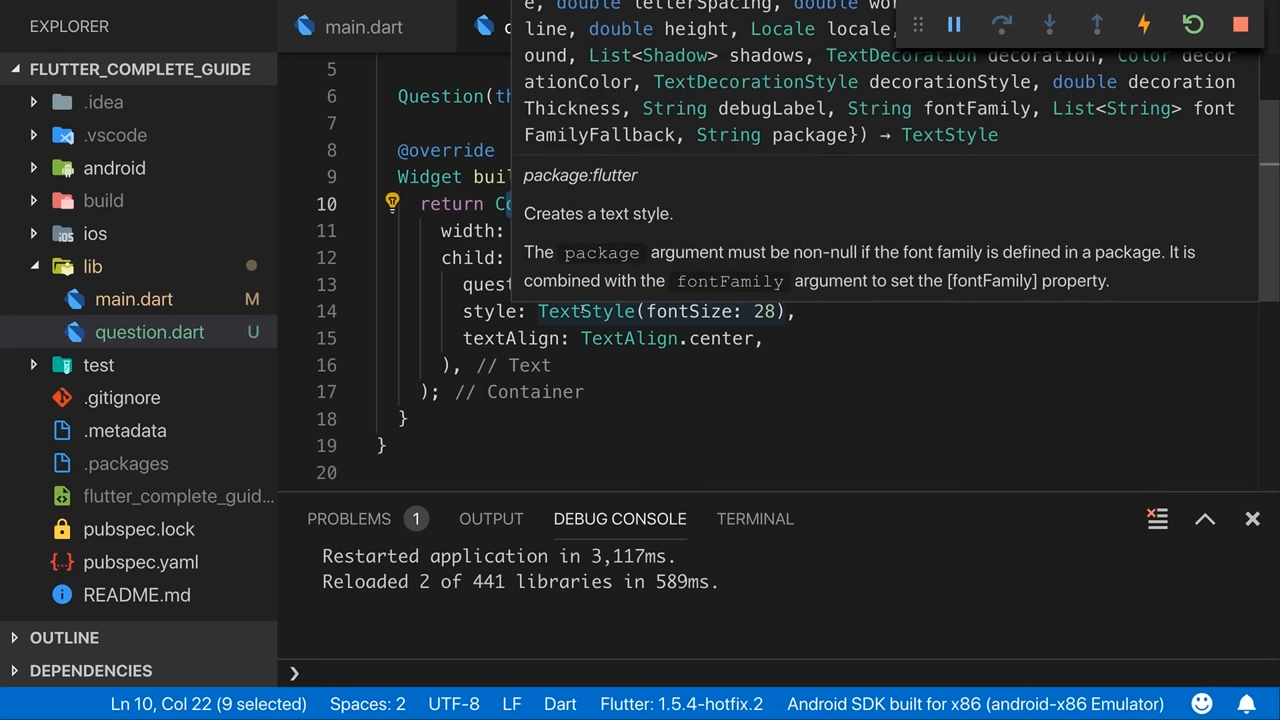 EXPLORER
FLUTTER_COMPLETE_GUIDE
.idea
.vscode
android
build
ios
lib
main.dart M
question.dart U
test
.gitignore
.metadata
.packages
flutter_complete_guid...
pubspec.lock
pubspec.yaml
README.md
OUTLINE
DEPENDENCIES
main.dart
e, double letterSpacing, double
line, double height, Locale locale,
ound, List<Shadow> shadows, TextDecoration decoration, Color decor
ationColor, TextDecorationStyle decorationStyle, double decoration
Thickness, String debugLabel, String fontFamily, List<String> font
FamilyFallback, String package}) → TextStyle
package:flutter
Creates a text style.
The package argument must be non-null if the font family is defined in a package. It is
combined with the fontFamily argument to set the [fontFamily] property.
5
6 Question(th
7
8 @override
9 Widget buil
10 return Co
11 width:
12 child:
13 quest
14 style: TextStyle(fontSize: 28),
15 textAlign: TextAlign.center,
16 ), // Text
17 ); // Container
18 }
19 }
20
PROBLEMS 1 OUTPUT DEBUG CONSOLE TERMINAL
Restarted application in 3,117ms.
Reloaded 2 of 441 libraries in 589ms.
❯
Ln 10, Col 22 (9 selected) Spaces: 2 UTF-8 LF Dart Flutter: 1.5.4-hotfix.2 Android SDK built for x86 (android-x86 Emulator)